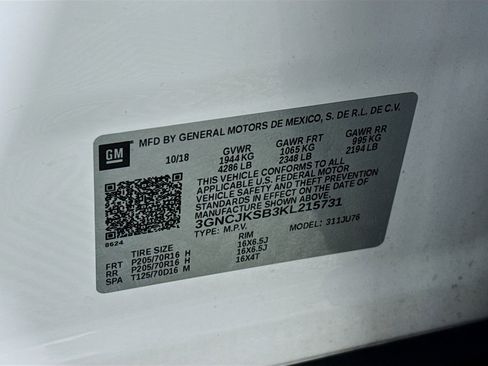 MFD BY GENERAL MOTORS DE MEXICO, S. DE R.L. DE C.V.
GM
10/18 GVWR GAWR FRT GAWR RR
1944 KG 1065 KG 995 KG
4286 LB 2348 LB 2194 LB
THIS VEHICLE CONFORMS TO ALL
APPLICABLE U.S. FEDERAL MOTOR
VEHICLE SAFETY AND THEFT PREVENTION
STANDARDS IN EFFECT ON THE DATE OF
MANUFACTURE SHOWN ABOVE.
3GNCJKSB3KL215731
TYPE: M.P.V. MODEL: 311JU76
8624
TIRE SIZE RIM
FRT P205/70R16 H 16X6.5J
RR P205/70R16 H 16X6.5J
SPA T125/70D16 M 16X4T